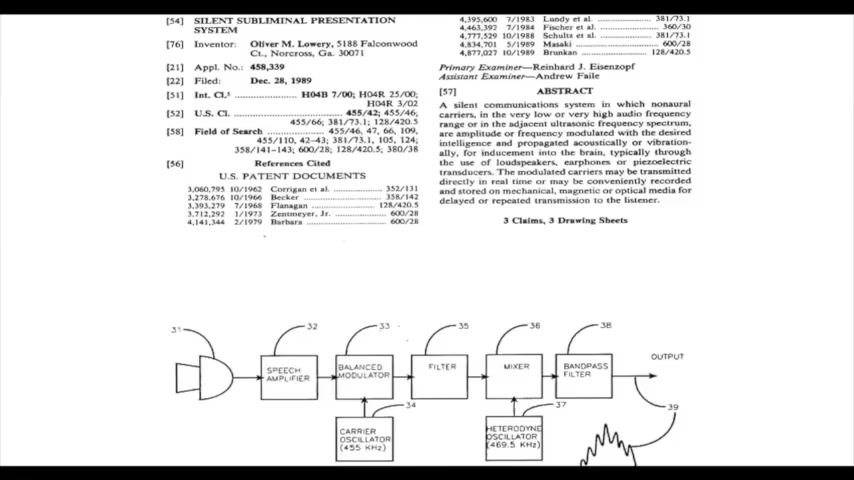 [54] SILENT SUBLIMINAL PRESENTATION
SYSTEM
[76] Inventor: Oliver M. Lowery, 5188 Falconwood
Ct., Norcross, Ga. 30071
[21] Appl. No.: 458,339
[22] Filed: Dec. 28, 1989
[51] Int. Cl.⁵ ..................... H04B 7/00; H04R 25/00;
H04R 3/02
[52] U.S. Cl. ..................... 455/42; 455/46;
455/66; 381/73.1; 128/420.5
[58] Field of Search ................ 455/46, 47, 66, 109,
455/110, 42-43; 381/73.1, 105, 124;
358/141-143; 600/28; 128/420.5; 380/38
[56] References Cited
U.S. PATENT DOCUMENTS
3,060,795 10/1962 Corrigan et al. .............. 352/131
3,278,676 10/1966 Becker .............. 358/142
3,393,279 7/1968 Flanagan .............. 128/420.5
3,712,292 1/1973 Zentmeyer, Jr. .............. 600/28
4,141,344 2/1979 Barbara .............. 600/28
4,395,600 7/1983 Lundy et al. .............. 381/73.1
4,463,392 7/1984 Fischer et al. .............. 360/30
4,777,529 10/1988 Schultz et al. .............. 381/73.1
4,834,701 5/1989 Masaki .............. 600/28
4,877,027 10/1989 Brunkan .............. 128/420.5
Primary Examiner—Reinhard J. Eisenzopf
Assistant Examiner—Andrew Faile
[57] ABSTRACT
A silent communications system in which nonaural
carriers, in the very low or very high audio frequency
range or in the adjacent ultrasonic frequency spectrum,
are amplitude or frequency modulated with the desired
intelligence and propagated acoustically or vibration-
ally, for inducement into the brain, typically through
the use of loudspeakers, earphones or piezoelectric
transducers. The modulated carriers may be transmitted
directly in real time or may be conveniently recorded
and stored on mechanical, magnetic or optical media for
delayed or repeated transmission to the listener.
3 Claims, 3 Drawing Sheets
31
32
33
35
36
38
SPEECH
AMPLIFIER
BALANCED
MODULATOR
FILTER
MIXER
BANDPASS
FILTER
OUTPUT
34
37
39
CARRIER
OSCILLATOR
(455 KHz)
HETERODYNE
OSCILLATOR
(469.5 KHz)